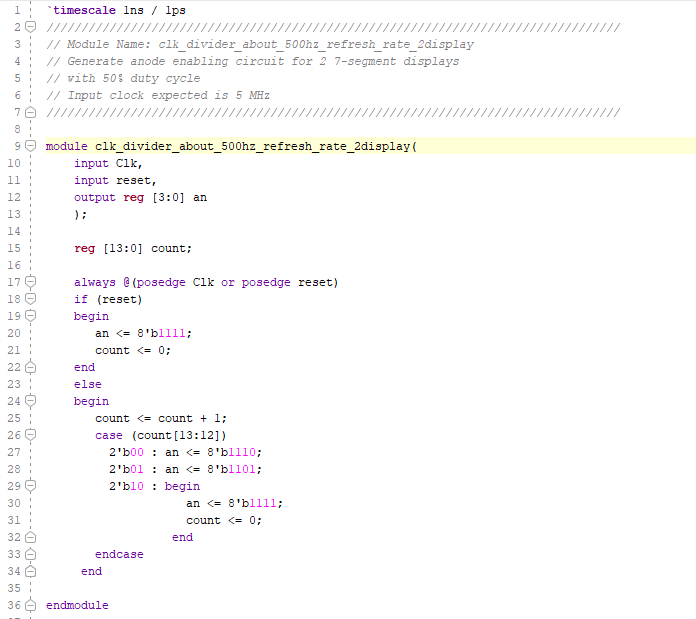 1 `timescale 1ns / 1ps
2 //////////////////////////////////////////////////////////////////////////////////
3 // Module Name: clk_divider_about_500hz_refresh_rate_2display
4 // Generate anode enabling circuit for 2 7-segment displays
5 // with 50% duty cycle
6 // Input clock expected is 5 MHz
7 //////////////////////////////////////////////////////////////////////////////////
8
9 module clk_divider_about_500hz_refresh_rate_2display(
10 input Clk,
11 input reset,
12 output reg [3:0] an
13 );
14
15 reg [13:0] count;
16
17 always @(posedge Clk or posedge reset)
18 if (reset)
19 begin
20 an <= 8'b1111;
21 count <= 0;
22 end
23 else
24 begin
25 count <= count + 1;
26 case (count[13:12])
27 2'b00 : an <= 8'b1110;
28 2'b01 : an <= 8'b1101;
29 2'b10 : begin
30 an <= 8'b1111;
31 count <= 0;
32 end
33 endcase
34 end
35
36 endmodule